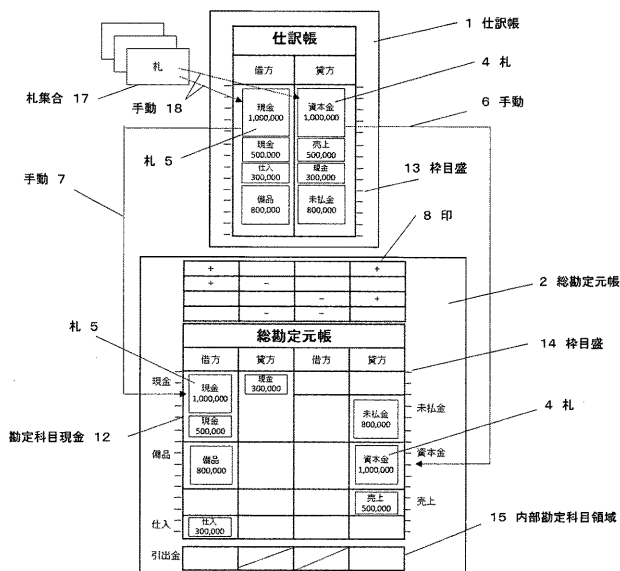 1 仕訳帳
仕訳帳
借方 貸方
4 札
札
札集合 17
手動 18
現金
1,000,000
資本金
1,000,000
6 手動
札 5
現金
500,000
売上
500,000
手動 7
仕入
300,000
現金
300,000
13 枠目盛
備品
800,000
未払金
800,000
8 印
+ +
+ −
− +
− −
2 総勘定元帳
札 5
総勘定元帳
借方 貸方 借方 貸方
14 枠目盛
現金
現金
1,000,000
現金
300,000
未払金
800,000
未払金
4 札
勘定科目現金 12
現金
500,000
備品
備品
800,000
資本金
1,000,000
資本金
売上
500,000
売上
仕入
仕入
300,000
15 内部勘定科目領域
引出金